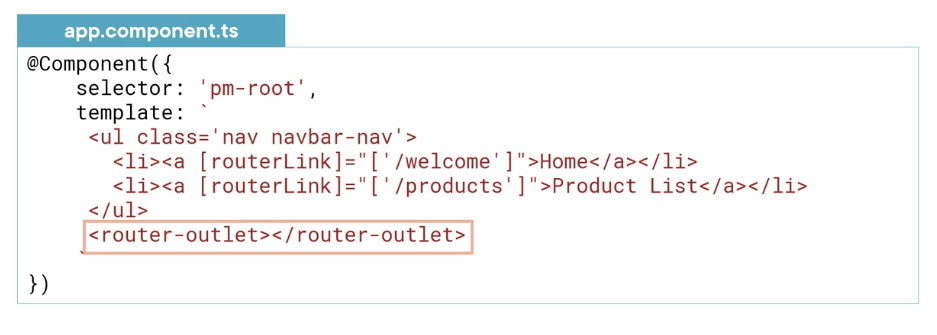 app.component.ts
@Component({
    selector: 'pm-root',
    template: `
     <ul class='nav navbar-nav'>
       <li><a [routerLink]="['/welcome']">Home</a></li>
       <li><a [routerLink]="['/products']">Product List</a></li>
     </ul>
     <router-outlet></router-outlet>
    `
})